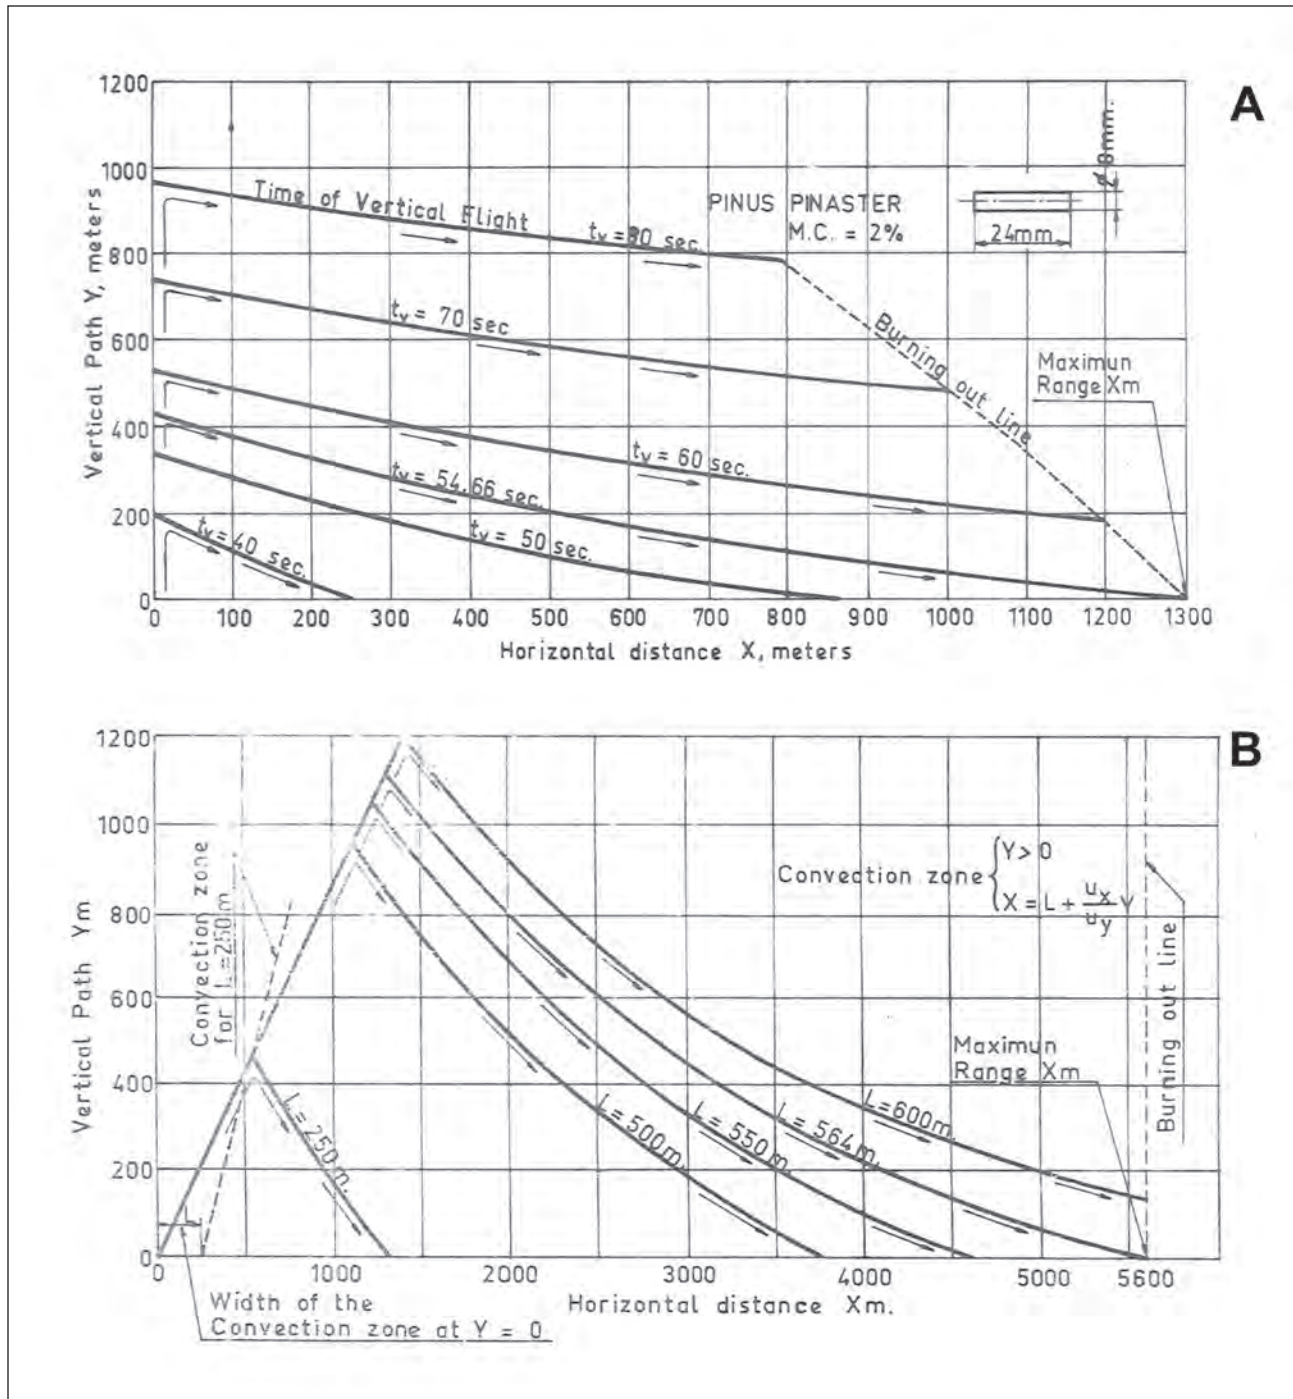 A
1200
1000
800
600
400
200
0
Vertical Path Y, meters
Time of Vertical Flight
tv = 80 sec.
PINUS PINASTER
M.C. = 2%
8mm.
24mm
tv = 70 sec
Burning out line
Maximun
Range Xm
tv = 60 sec.
tv = 54,66 sec.
tv = 50 sec.
tv = 40 sec.
0 100 200 300 400 500 600 700 800 900 1000 1100 1200 1300
Horizontal distance X, meters
B
1200
1000
800
600
400
200
0
Vertical Path Ym
Convection zone
for L=250m
Convection zone { Y > 0
X = L + ux/uy Y
Burning out line
Maximun
Range Xm
L=250m.
L=500m.
L=550m.
L=564m.
L=600m.
0 1000 2000 3000 4000 5000 5600
Width of the
Convection zone at Y = 0
Horizontal distance Xm.